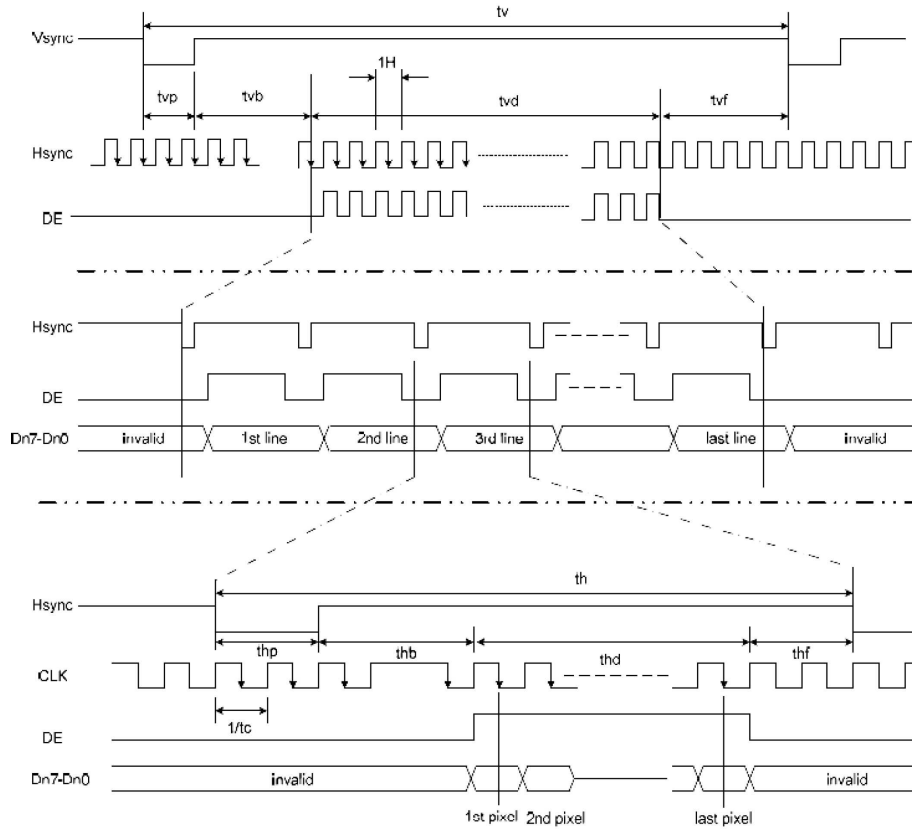 tv
Vsync
1H
tvp
tvb
tvd
tvf
Hsync
DE
Hsync
DE
Dn7-Dn0
invalid
1st line
2nd line
3rd line
last line
invalid
th
Hsync
thp
thb
thd
thf
CLK
1/tc
DE
Dn7-Dn0
invalid
invalid
1st pixel
2nd pixel
last pixel